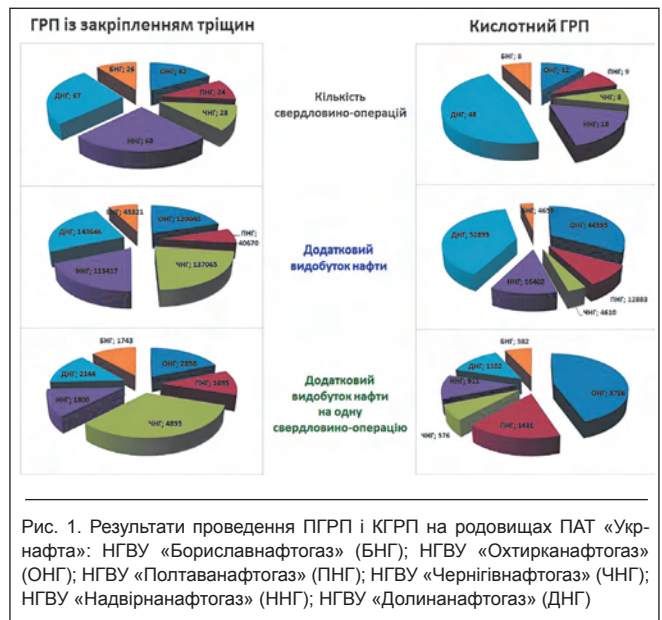 ГРП із закріпленням тріщин
Кислотний ГРП
БНГ; 26
ОНГ; 42
ПНГ; 24
ЧНГ; 28
ННГ; 68
ДНГ; 67
Кількість
свердловино-операцій
БНГ; 8
ОНГ; 12
ПНГ; 9
ЧНГ; 8
ННГ; 18
ДНГ; 48
БНГ; 45321
ОНГ; 120040
ПНГ;
40670
ЧНГ; 137065
ННГ;
ДНГ; 143646
Додатковий
видобуток нафти
БНГ; 4655
ОНГ; 44595
ПНГ; 12883
ЧНГ; 4610
ННГ; 16402
ДНГ; 52895
БНГ; 1743
ОНГ; 2858
ПНГ; 1695
ЧНГ; 4895
ННГ; 1800
ДНГ; 2144
Додатковий
видобуток нафти
на одну
свердловино-операцію
БНГ; 582
ОНГ; 3716
ПНГ; 1431
ЧНГ; 576
ННГ; 911
ДНГ; 1102
Рис. 1. Результати проведення ПГРП і КГРП на родовищах ПАТ «Укр-
нафта»: НГВУ «Бориславнафтогаз» (БНГ); НГВУ «Охтирканафтогаз»
(ОНГ); НГВУ «Полтаванафтогаз» (ПНГ); НГВУ «Чернігівнафтогаз» (ЧНГ);
НГВУ «Надвірнанафтогаз» (ННГ); НГВУ «Долинанафтогаз» (ДНГ)